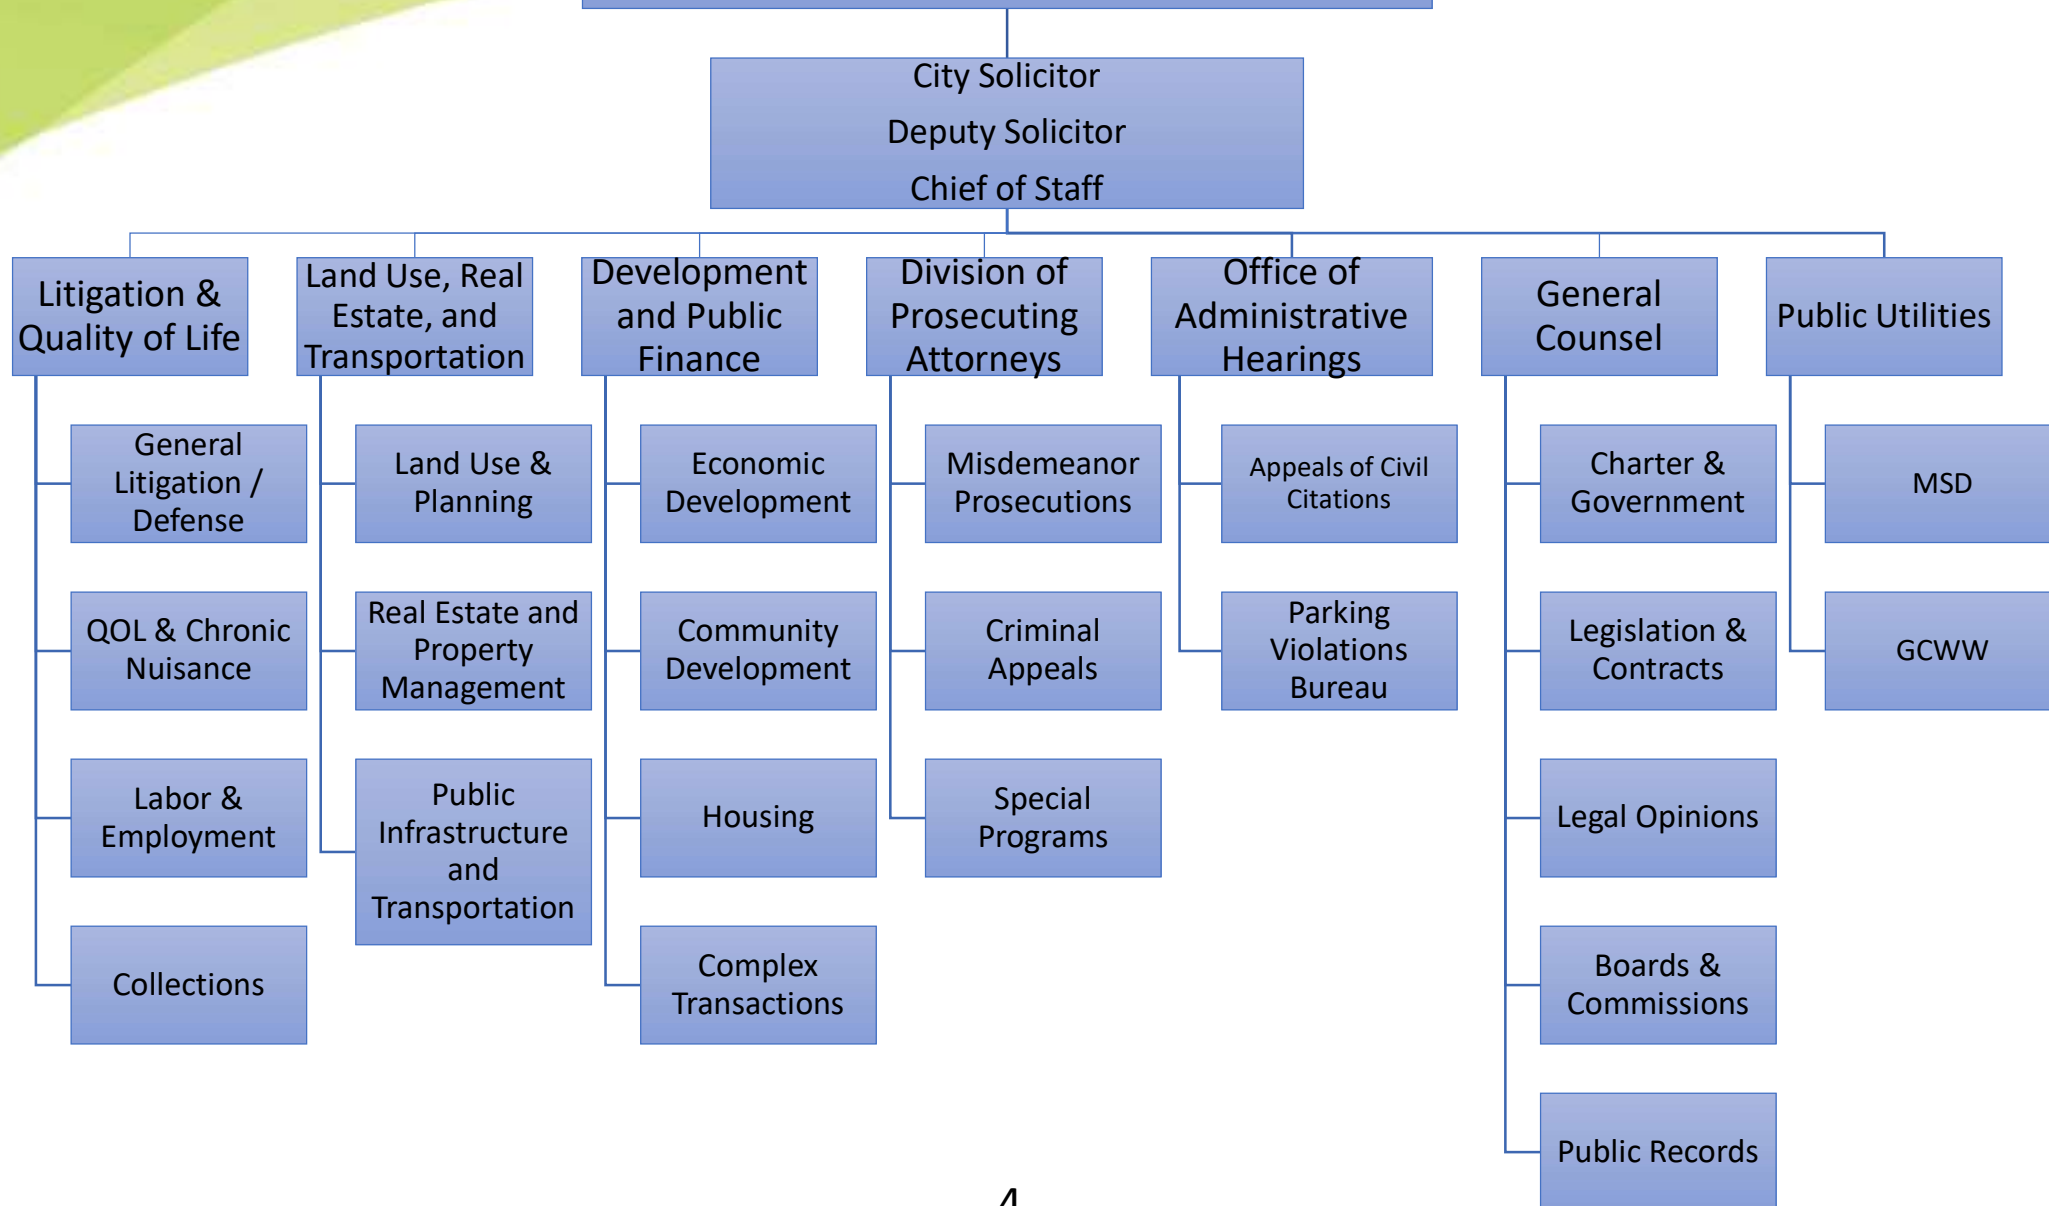 City Solicitor
Deputy Solicitor
Chief of Staff
Litigation &
Quality of Life
Land Use, Real
Estate, and
Transportation
Development
and Public
Finance
Division of
Prosecuting
Attorneys
Office of
Administrative
Hearings
General
Counsel
Public Utilities
General
Litigation /
Defense
QOL & Chronic
Nuisance
Labor &
Employment
Collections
Land Use &
Planning
Real Estate and
Property
Management
Public
Infrastructure
and
Transportation
Economic
Development
Community
Development
Housing
Complex
Transactions
Misdemeanor
Prosecutions
Criminal
Appeals
Special
Programs
Appeals of Civil
Citations
Parking
Violations
Bureau
Charter &
Government
Legislation &
Contracts
Legal Opinions
Boards &
Commissions
Public Records
MSD
GCWW
4